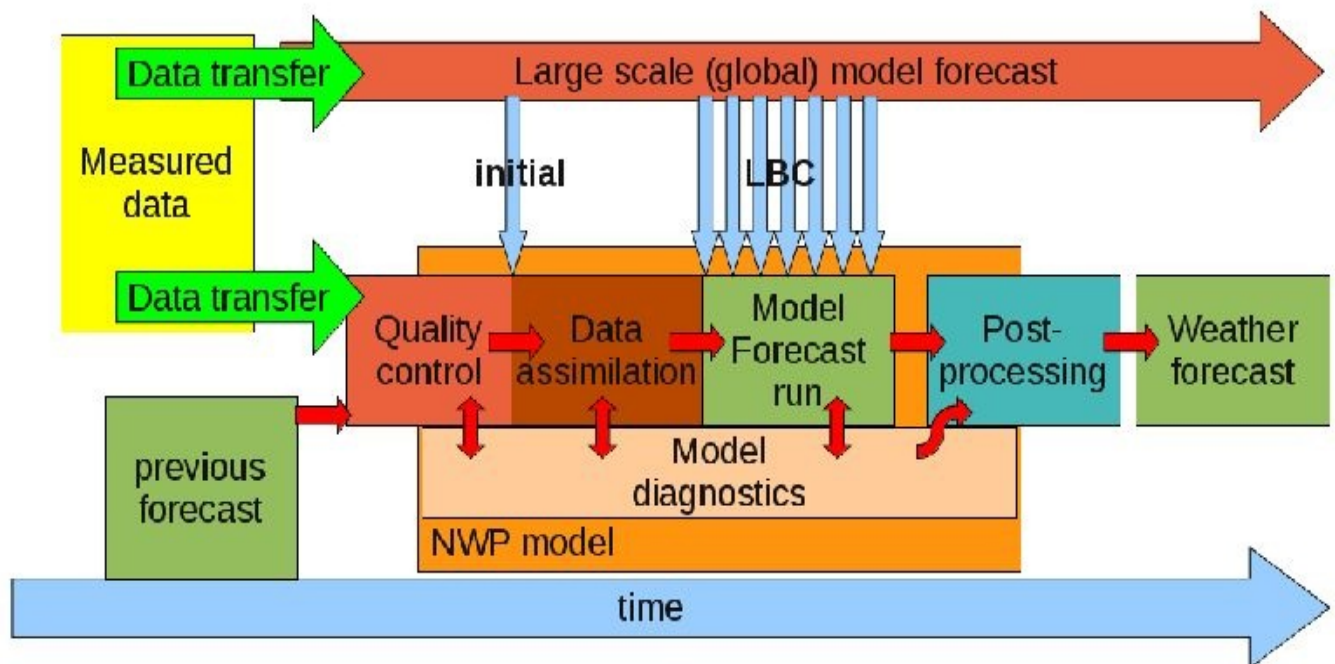 Data transfer
Large scale (global) model forecast
Measured
data
initial
LBC
Data transfer
Quality
control
Data
assimilation
Model
Forecast
run
Post-
processing
Weather
forecast
previous
forecast
Model
diagnostics
NWP model
time